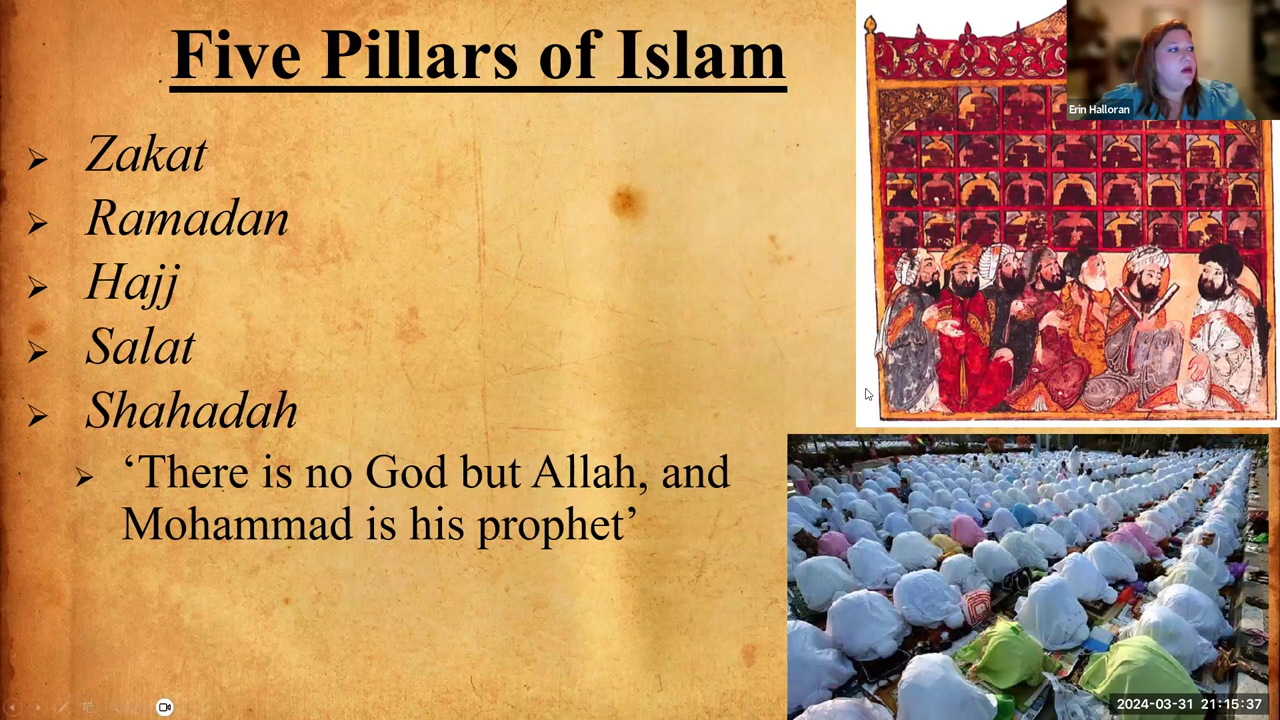 Five Pillars of Islam
Erin Halloran
Zakat
Ramadan
Hajj
Salat
Shahadah
‘There is no God but Allah, and
Mohammad is his prophet’
2024-03-31 21:15:37